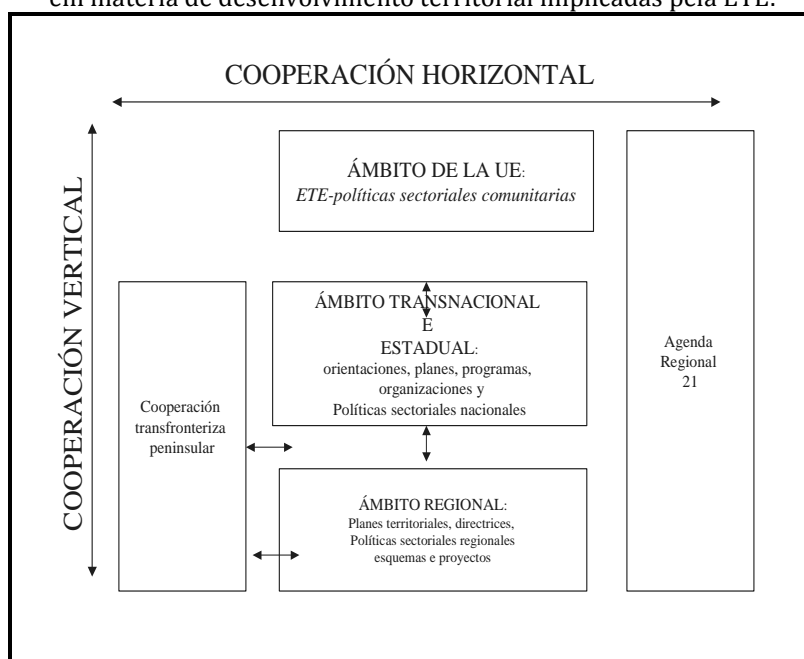 em matéria de desenvolvimento territorial implicadas pela ETE.
COOPERACIÓN HORIZONTAL
COOPERACIÓN VERTICAL
ÁMBITO DE LA UE:
ETE-políticas sectoriales comunitarias
ÁMBITO TRANSNACIONAL
E
ESTADUAL:
orientaciones, planes, programas,
organizaciones y
Políticas sectoriales nacionales
Agenda
Regional
21
Cooperación
transfronteriza
peninsular
ÁMBITO REGIONAL:
Planes territoriales, directrices,
Políticas sectoriales regionales
esquemas e proyectos